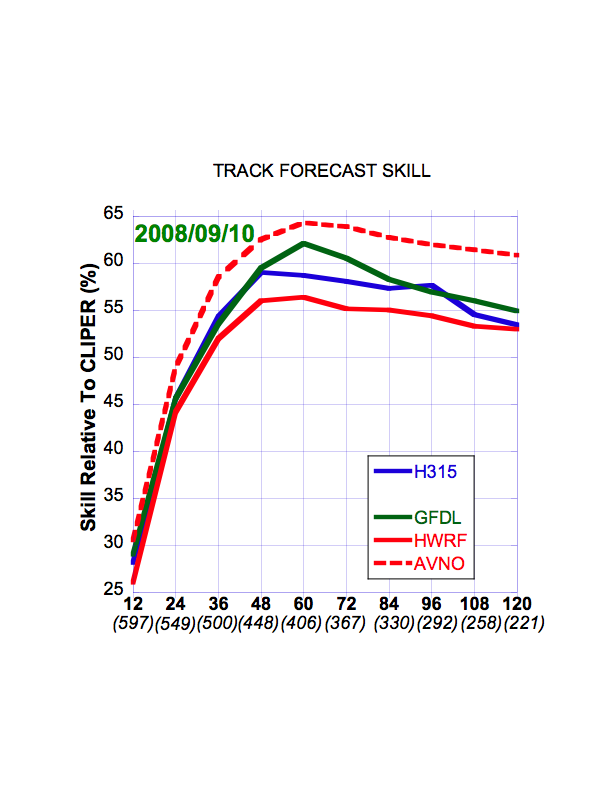 TRACK FORECAST SKILL
2008/09/10
Skill Relative To CLIPER (%)
65
60
55
50
45
40
35
30
25
H315
GFDL
HWRF
AVNO
12 24 36 48 60 72 84 96 108 120
(597) (549) (500) (448) (406) (367) (330) (292) (258) (221)